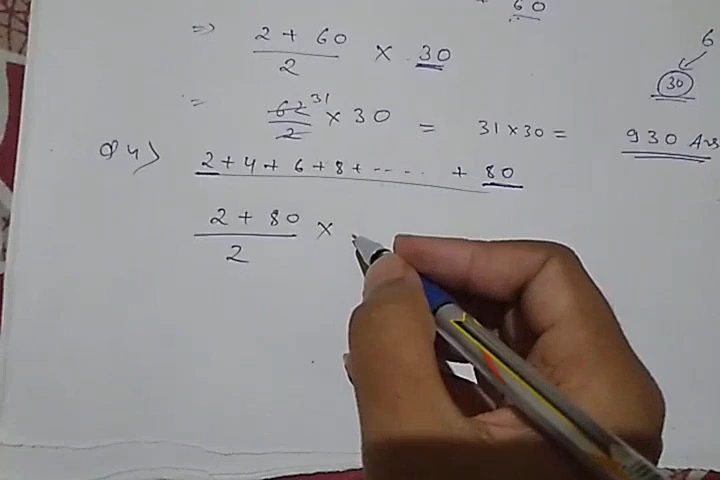 60
⇒ 2 + 60 / 2 × 30
6
30
= 62 31 / 2 × 30 = 31 × 30 = 930 Ans
Q 4) 2 + 4 + 6 + 8 + ..... + 80
2 + 80 / 2 ×